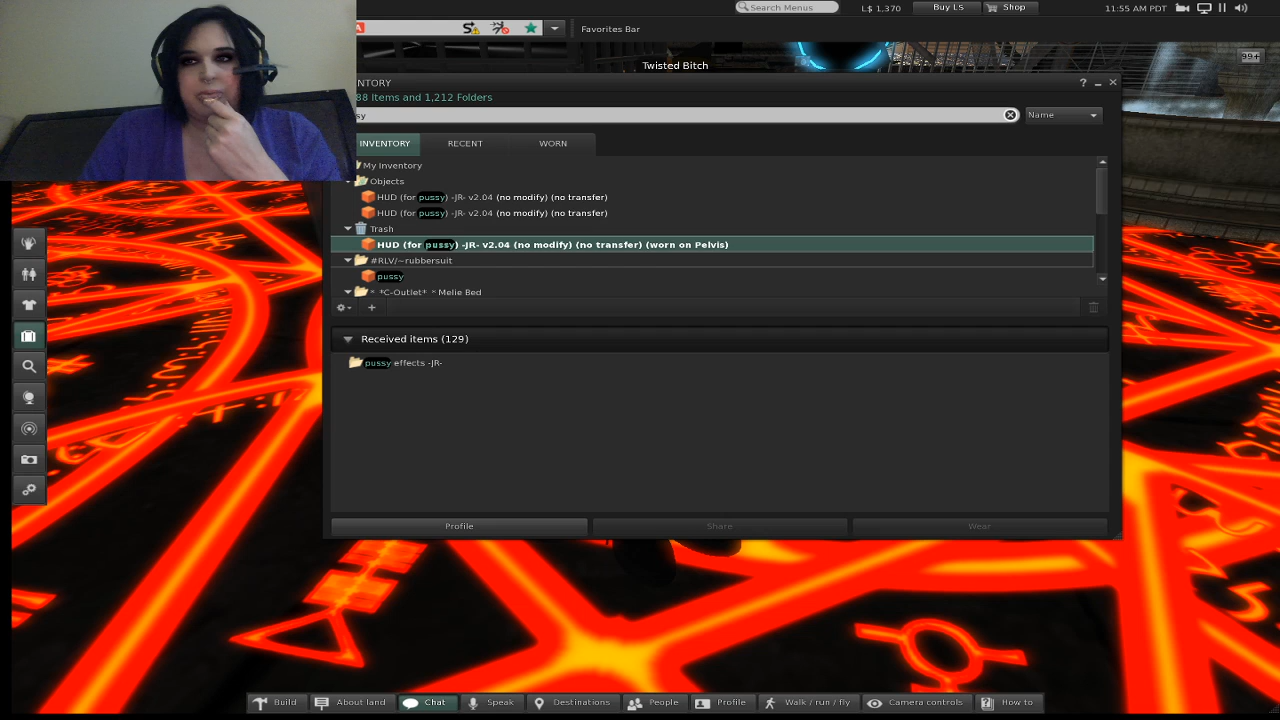 Search Menus
L$ 1,370
Buy L$
Shop
11:55 AM PDT
Favorites Bar
99+
Twisted Bitch
NTORY
88 Items and 1,212 Folders
sy
Name
INVENTORY
RECENT
WORN
My Inventory
Objects
HUD (for pussy) -JR- v2.04 (no modify) (no transfer)
HUD (for pussy) -JR- v2.04 (no modify) (no transfer)
Trash
HUD (for pussy) -JR- v2.04 (no modify) (no transfer) (worn on Pelvis)
#RLV/~rubbersuit
pussy
*.*C-Outlet*.* Melie Bed
Received items (129)
pussy effects -JR-
Profile
Share
Wear
Build
About land
Chat
Speak
Destinations
People
Profile
Walk / run / fly
Camera controls
How to